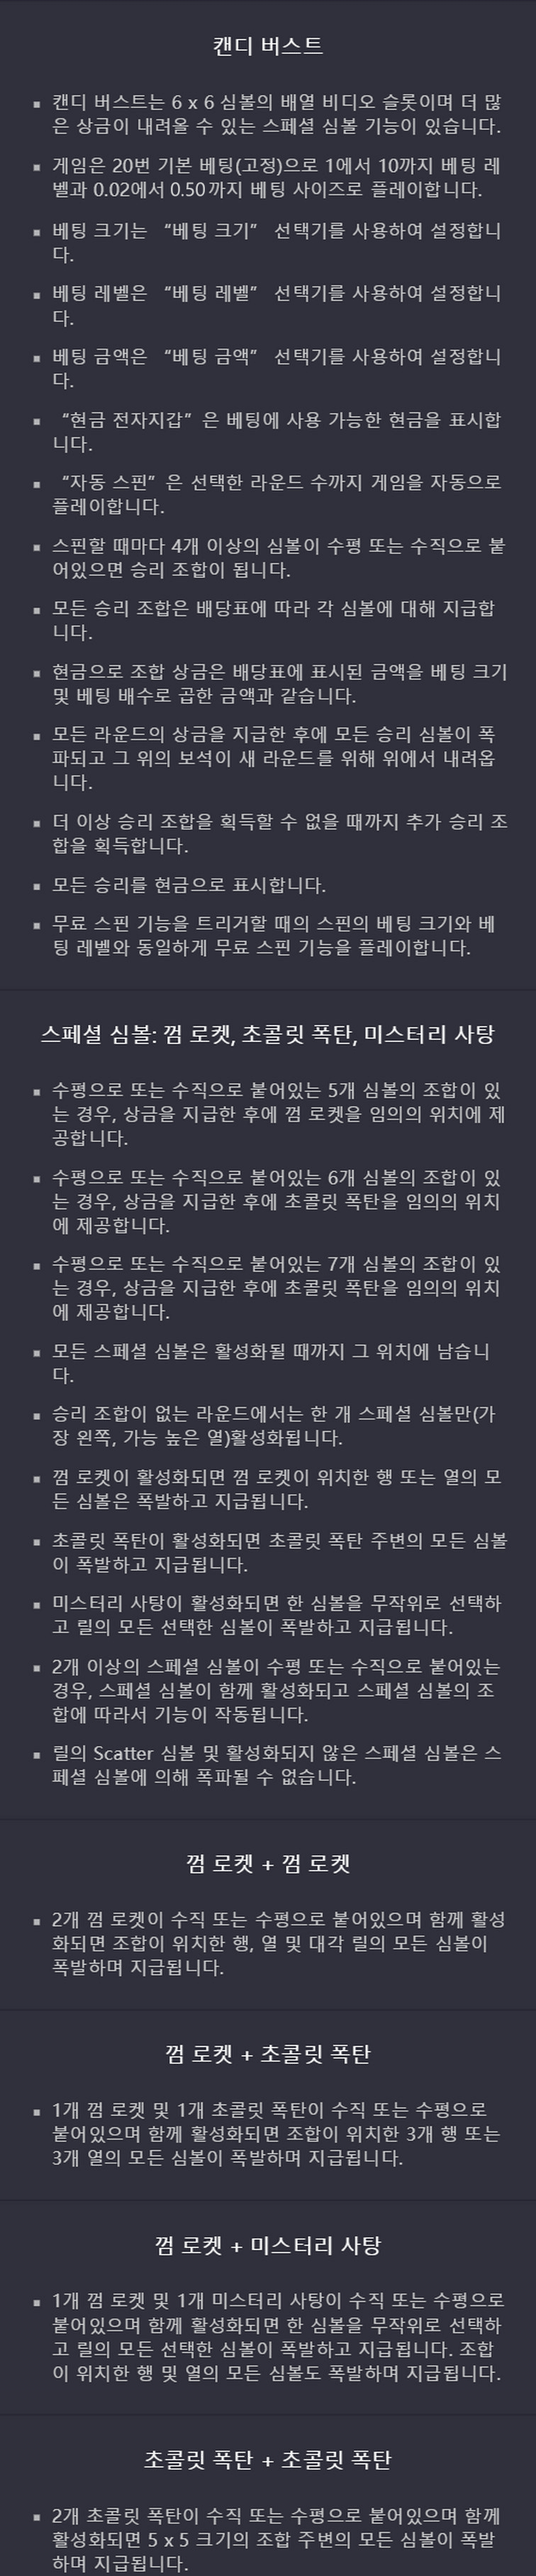 캔디 버스트
▪ 캔디 버스트는 6 x 6 심볼의 배열 비디오 슬롯이며 더 많
은 상금이 내려올 수 있는 스페셜 심볼 기능이 있습니다.
▪ 게임은 20번 기본 베팅(고정)으로 1에서 10까지 베팅 레
벨과 0.02에서 0.50까지 베팅 사이즈로 플레이합니다.
▪ 베팅 크기는 “베팅 크기” 선택기를 사용하여 설정합니
다.
▪ 베팅 레벨은 “베팅 레벨” 선택기를 사용하여 설정합니
다.
▪ 베팅 금액은 “베팅 금액” 선택기를 사용하여 설정합니
다.
▪ “현금 전자지갑”은 베팅에 사용 가능한 현금을 표시합
니다.
▪ “자동 스핀”은 선택한 라운드 수까지 게임을 자동으로
플레이합니다.
▪ 스핀할 때마다 4개 이상의 심볼이 수평 또는 수직으로 붙
어있으면 승리 조합이 됩니다.
▪ 모든 승리 조합은 배당표에 따라 각 심볼에 대해 지급합
니다.
▪ 현금으로 조합 상금은 배당표에 표시된 금액을 베팅 크기
및 베팅 배수로 곱한 금액과 같습니다.
▪ 모든 라운드의 상금을 지급한 후에 모든 승리 심볼이 폭
파되고 그 위의 보석이 새 라운드를 위해 위에서 내려옵
니다.
▪ 더 이상 승리 조합을 획득할 수 없을 때까지 추가 승리 조
합을 획득합니다.
▪ 모든 승리를 현금으로 표시합니다.
▪ 무료 스핀 기능을 트리거할 때의 스핀의 베팅 크기와 베
팅 레벨와 동일하게 무료 스핀 기능을 플레이합니다.
스페셜 심볼: 껌 로켓, 초콜릿 폭탄, 미스터리 사탕
▪ 수평으로 또는 수직으로 붙어있는 5개 심볼의 조합이 있
는 경우, 상금을 지급한 후에 껌 로켓을 임의의 위치에 제
공합니다.
▪ 수평으로 또는 수직으로 붙어있는 6개 심볼의 조합이 있
는 경우, 상금을 지급한 후에 초콜릿 폭탄을 임의의 위치
에 제공합니다.
▪ 수평으로 또는 수직으로 붙어있는 7개 심볼의 조합이 있
는 경우, 상금을 지급한 후에 초콜릿 폭탄을 임의의 위치
에 제공합니다.
▪ 모든 스페셜 심볼은 활성화될 때까지 그 위치에 남습니
다.
▪ 승리 조합이 없는 라운드에서는 한 개 스페셜 심볼만(가
장 왼쪽, 가능 높은 열)활성화됩니다.
▪ 껌 로켓이 활성화되면 껌 로켓이 위치한 행 또는 열의 모
든 심볼은 폭발하고 지급됩니다.
▪ 초콜릿 폭탄이 활성화되면 초콜릿 폭탄 주변의 모든 심볼
이 폭발하고 지급됩니다.
▪ 미스터리 사탕이 활성화되면 한 심볼을 무작위로 선택하
고 릴의 모든 선택한 심볼이 폭발하고 지급됩니다.
▪ 2개 이상의 스페셜 심볼이 수평 또는 수직으로 붙어있는
경우, 스페셜 심볼이 함께 활성화되고 스페셜 심볼의 조
합에 따라서 기능이 작동됩니다.
▪ 릴의 Scatter 심볼 및 활성화되지 않은 스페셜 심볼은 스
페셜 심볼에 의해 폭파될 수 없습니다.
껌 로켓 + 껌 로켓
▪ 2개 껌 로켓이 수직 또는 수평으로 붙어있으며 함께 활성
화되면 조합이 위치한 행, 열 및 대각 릴의 모든 심볼이
폭발하며 지급됩니다.
껌 로켓 + 초콜릿 폭탄
▪ 1개 껌 로켓 및 1개 초콜릿 폭탄이 수직 또는 수평으로
붙어있으며 함께 활성화되면 조합이 위치한 3개 행 또는
3개 열의 모든 심볼이 폭발하며 지급됩니다.
껌 로켓 + 미스터리 사탕
▪ 1개 껌 로켓 및 1개 미스터리 사탕이 수직 또는 수평으로
붙어있으며 함께 활성화되면 한 심볼을 무작위로 선택하
고 릴의 모든 선택한 심볼이 폭발하고 지급됩니다. 조합
이 위치한 행 및 열의 모든 심볼도 폭발하며 지급됩니다.
초콜릿 폭탄 + 초콜릿 폭탄
▪ 2개 초콜릿 폭탄이 수직 또는 수평으로 붙어있으며 함께
활성화되면 5 x 5 크기의 조합 주변의 모든 심볼이 폭발
하며 지급됩니다.